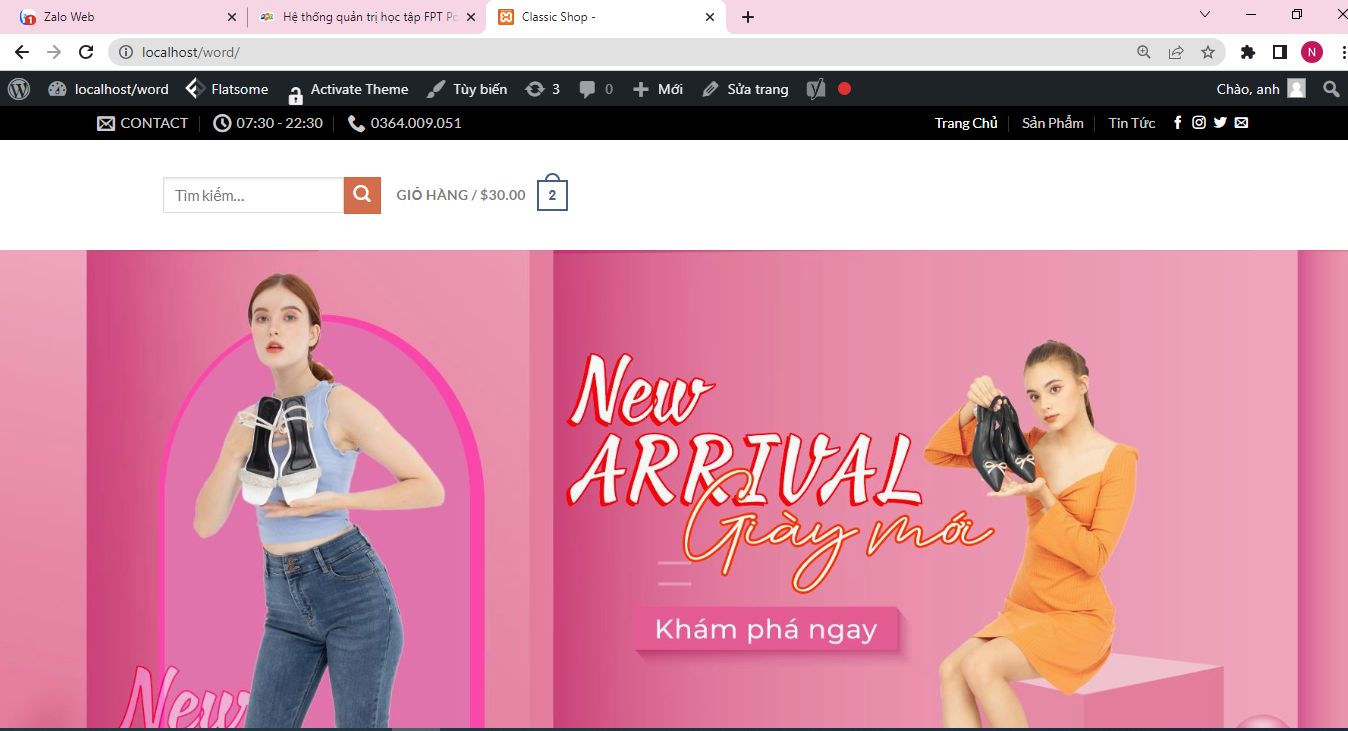 Zalo Web
Hệ thống quản trị học tập FPT Po
Classic Shop -
localhost/word/
N
localhost/word Flatsome Activate Theme Tùy biến 3 0 Mới Sửa trang Chào, anh
CONTACT 07:30 - 22:30 0364.009.051 Trang Chủ Sản Phẩm Tin Tức
Tìm kiếm... GIỎ HÀNG / $30.00 2
New
ARRIVAL
Giày mới
Khám phá ngay
New